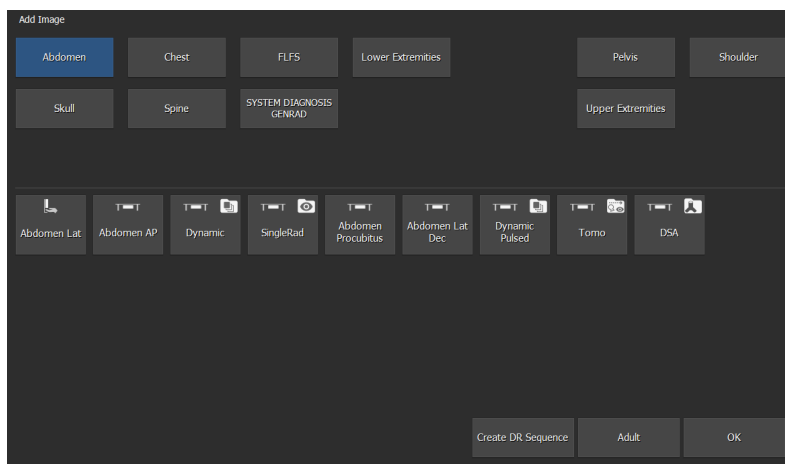 Add Image
Abdomen
Chest
FLFS
Lower Extremities
Pelvis
Shoulder
Skull
Spine
SYSTEM DIAGNOSIS
GENRAD
Upper Extremities
Abdomen Lat
Abdomen AP
Dynamic
SingleRad
Abdomen
Procubitus
Abdomen Lat
Dec
Dynamic
Pulsed
Tomo
DSA
Create DR Sequence
Adult
OK